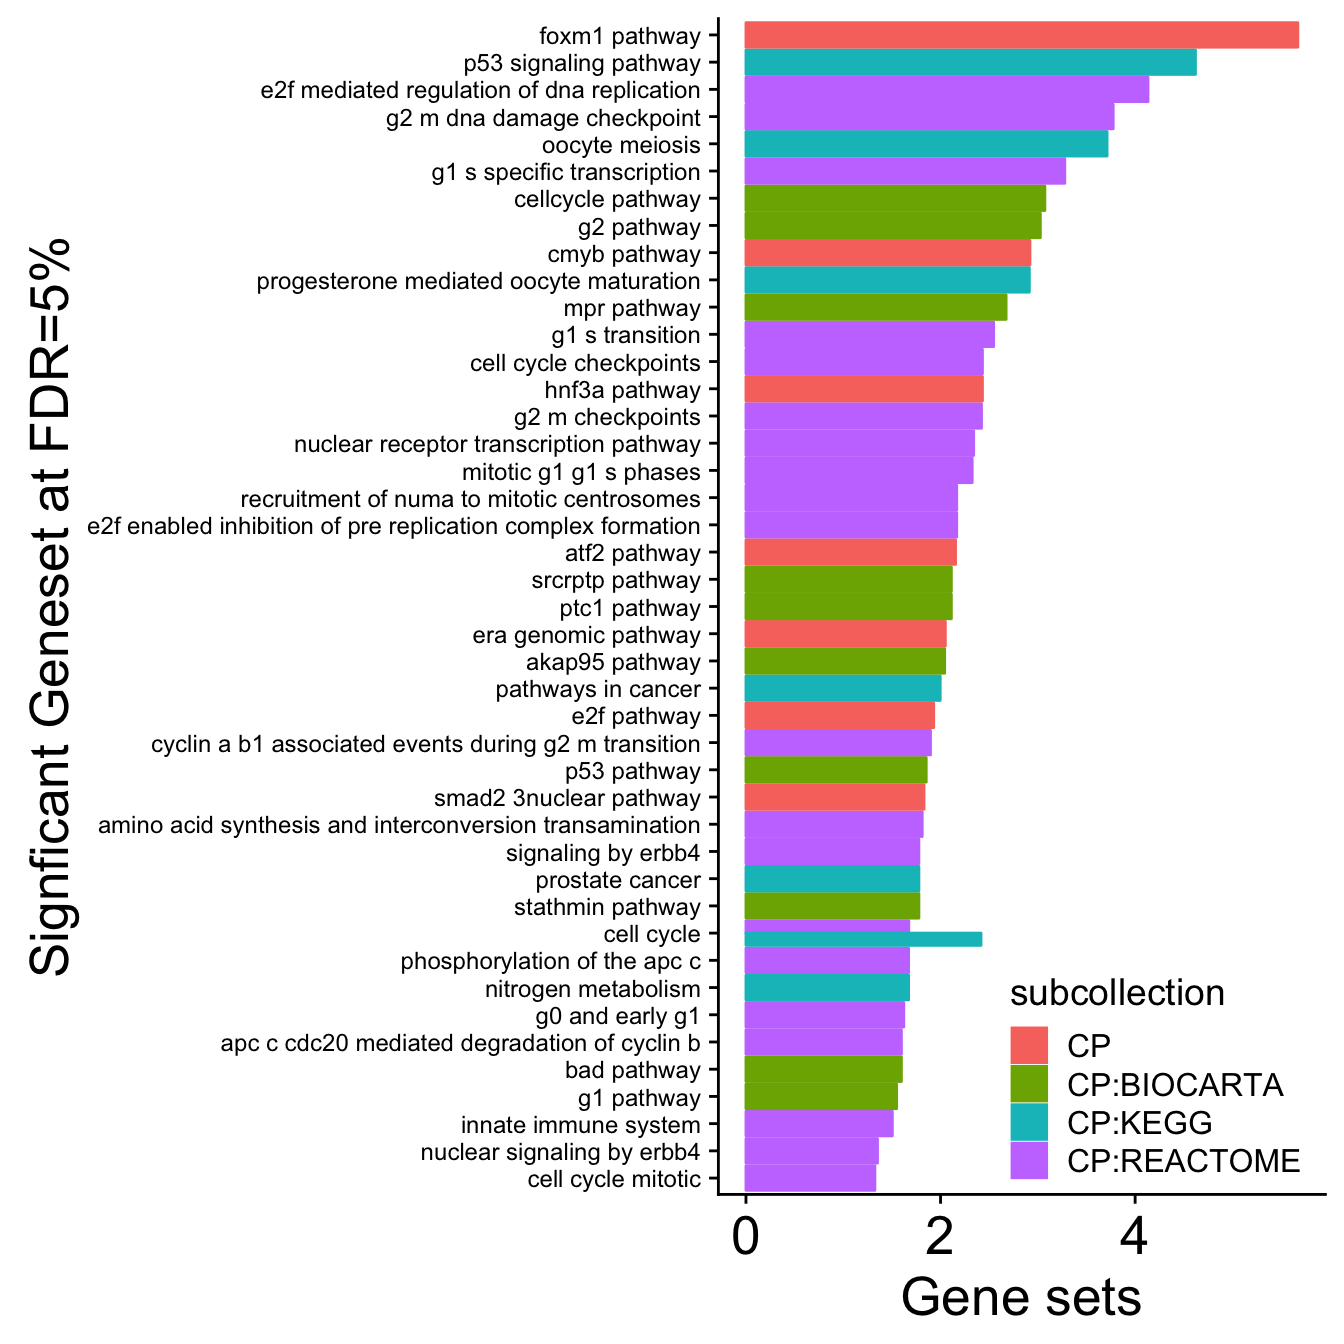 Signficant Geneset at FDR=5%
foxm1 pathway
p53 signaling pathway
e2f mediated regulation of dna replication
g2 m dna damage checkpoint
oocyte meiosis
g1 s specific transcription
cellcycle pathway
g2 pathway
cmyb pathway
progesterone mediated oocyte maturation
mpr pathway
g1 s transition
cell cycle checkpoints
hnf3a pathway
g2 m checkpoints
nuclear receptor transcription pathway
mitotic g1 g1 s phases
recruitment of numa to mitotic centrosomes
e2f enabled inhibition of pre replication complex formation
atf2 pathway
srcrptp pathway
ptc1 pathway
era genomic pathway
akap95 pathway
pathways in cancer
e2f pathway
cyclin a b1 associated events during g2 m transition
p53 pathway
smad2 3nuclear pathway
amino acid synthesis and interconversion transamination
signaling by erbb4
prostate cancer
stathmin pathway
cell cycle
phosphorylation of the apc c
nitrogen metabolism
g0 and early g1
apc c cdc20 mediated degradation of cyclin b
bad pathway
g1 pathway
innate immune system
nuclear signaling by erbb4
cell cycle mitotic
subcollection
CP
CP:BIOCARTA
CP:KEGG
CP:REACTOME
0 2 4
Gene sets